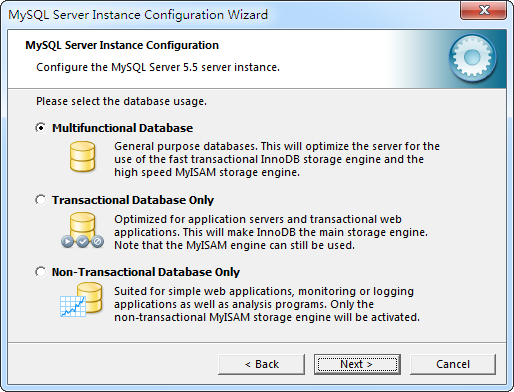 MySQL Server Instance Configuration Wizard
MySQL Server Instance Configuration
Configure the MySQL Server 5.5 server instance.
Please select the database usage.
Multifunctional Database
General purpose databases. This will optimize the server for the
use of the fast transactional InnoDB storage engine and the
high speed MyISAM storage engine.
Transactional Database Only
Optimized for application servers and transactional web
applications. This will make InnoDB the main storage engine.
Note that the MyISAM engine can still be used.
Non-Transactional Database Only
Suited for simple web applications, monitoring or logging
applications as well as analysis programs. Only the
non-transactional MyISAM storage engine will be activated.
< Back
Next >
Cancel